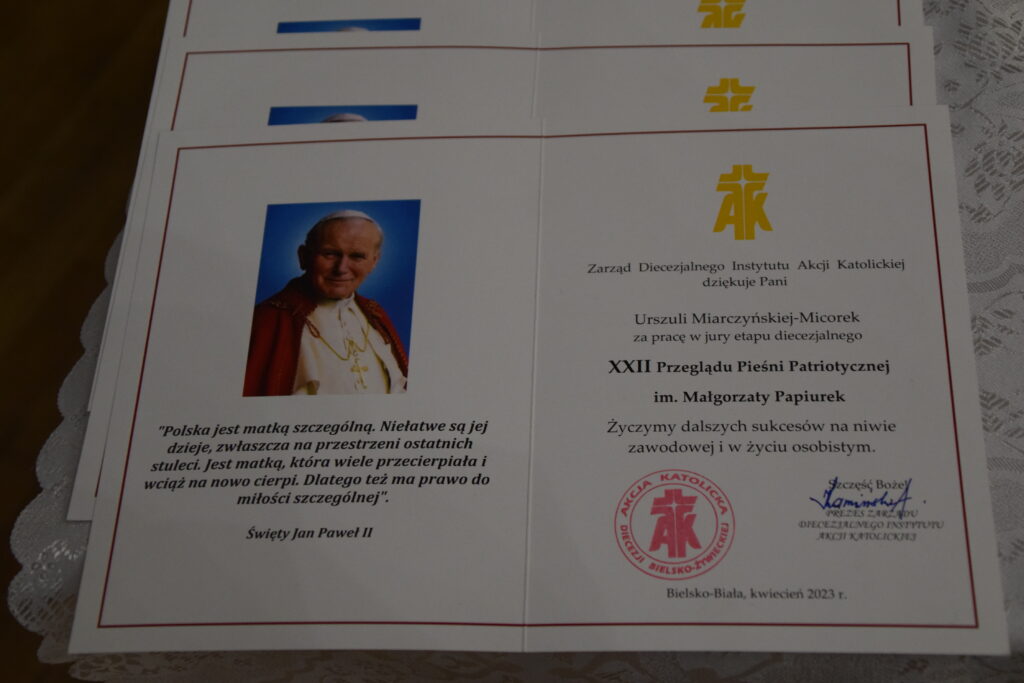 "Polska jest matką szczególną. Niełatwe są jej
dzieje, zwłaszcza na przestrzeni ostatnich
stuleci. Jest matką, która wiele przecierpiała i
wciąż na nowo cierpi. Dlatego też ma prawo do
miłości szczególnej".
Święty Jan Paweł II
AK
Zarząd Diecezjalnego Instytutu Akcji Katolickiej
dziękuje Pani
Urszuli Miarczyńskiej-Micorek
za pracę w jury etapu diecezjalnego
XXII Przeglądu Pieśni Patriotycznej
im. Małgorzaty Papiurek
Życzymy dalszych sukcesów na niwie
zawodowej i w życiu osobistym.
AKCJA KATOLICKA
AK
DIECEZJI BIELSKO-ŻYWIECKIEJ
Szczęść Boże!
PREZES ZARZĄDU
DIECEZJALNEGO INSTYTUTU
AKCJI KATOLICKIEJ
Bielsko-Biała, kwiecień 2023 r.